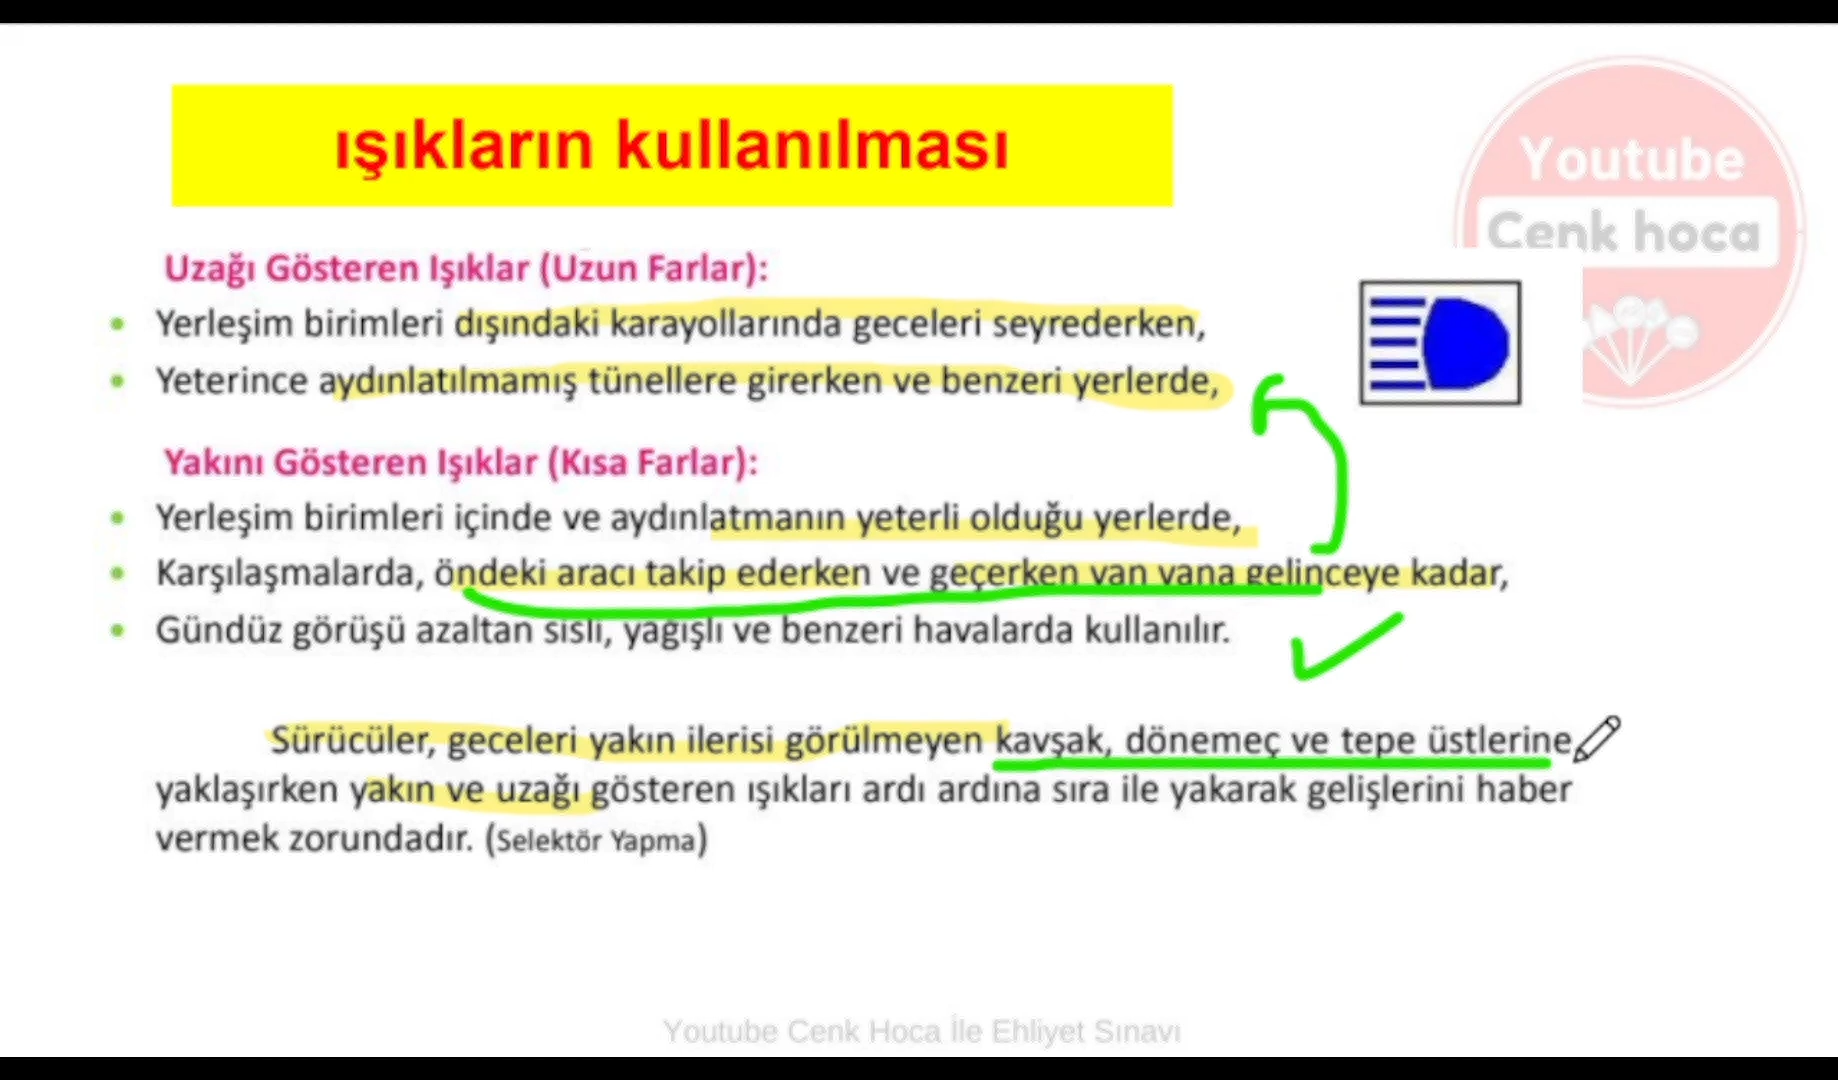 ışıkların kullanılması
Youtube
Cenk hoca
Uzağı Gösteren Işıklar (Uzun Farlar):
Yerleşim birimleri dışındaki karayollarında geceleri seyrederken,
Yeterince aydınlatılmamış tünellere girerken ve benzeri yerlerde,
Yakını Gösteren Işıklar (Kısa Farlar):
Yerleşim birimleri içinde ve aydınlatmanın yeterli olduğu yerlerde,
Karşılaşmalarda, öndeki aracı takip ederken ve geçerken yan yana gelinceye kadar,
Gündüz görüşü azaltan sisli, yağışlı ve benzeri havalarda kullanılır.
Sürücüler, geceleri yakın ilerisi görülmeyen kavşak, dönemeç ve tepe üstlerine
yaklaşırken yakın ve uzağı gösteren ışıkları ardı ardına sıra ile yakarak gelişlerini haber
vermek zorundadır. (Selektör Yapma)
Youtube Cenk Hoca İle Ehliyet Sınavı